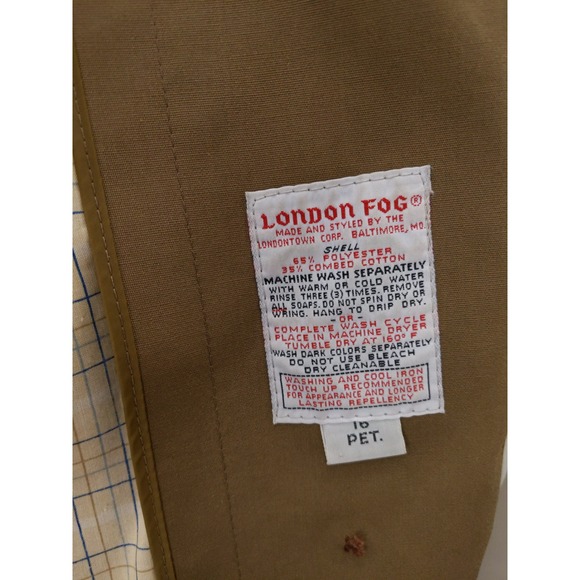 LONDON FOG®
MADE AND STYLED BY THE
LONDONTOWN CORP. BALTIMORE, MD.
SHELL
65% POLYESTER
35% COMBED COTTON
MACHINE WASH SEPARATELY
WITH WARM OR COLD WATER
RINSE THREE (3) TIMES. REMOVE
ALL SOAPS. DO NOT SPIN DRY OR
WRING. HANG TO DRIP DRY.
-OR-
COMPLETE WASH CYCLE
PLACE IN MACHINE DRYER
TUMBLE DRY AT 160° F
WASH DARK COLORS SEPARATELY
DO NOT USE BLEACH
DRY CLEANABLE
WASHING AND COOL IRON
TOUCH UP RECOMMENDED
FOR APPEARANCE AND LONGER
LASTING REPELLENCY
16
PET.